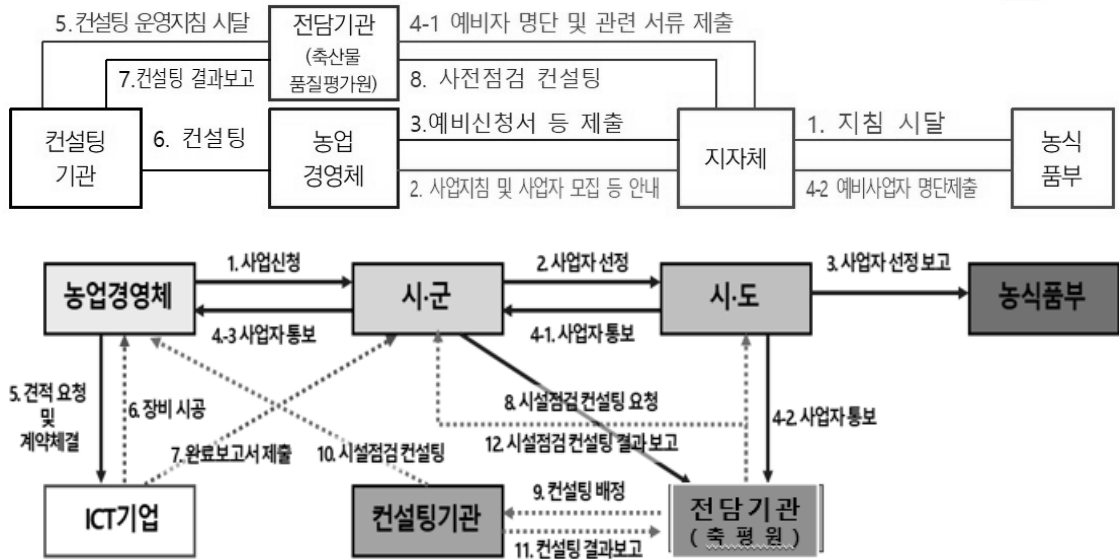 5. 컨설팅 운영지침 시달
전담기관
(축산물
품질평가원)
4-1 예비자 명단 및 관련 서류 제출
7.컨설팅 결과보고
8. 사전점검 컨설팅
컨설팅
기관
6. 컨설팅
농업
경영체
3.예비신청서 등 제출
2. 사업지침 및 사업자 모집 등 안내
지자체
1. 지침 시달
4-2 예비사업자 명단제출
농식
품부
농업경영체
1. 사업신청
4.-3 사업자 통보
시·군
2. 사업자 선정
4-1. 사업자 통보
시·도
3. 사업자 선정 보고
농식품부
5. 견적 요청
및
계약체결
6. 장비 시공
7. 완료보고서 제출
10. 시설점검 컨설팅
8. 시설점검 컨설팅 요청
12. 시설점검 컨설팅 결과 보고
4-2. 사업자 통보
ICT기업
컨설팅기관
9. 컨설팅 배정
11. 컨설팅 결과보고
전담기관
(축평원)